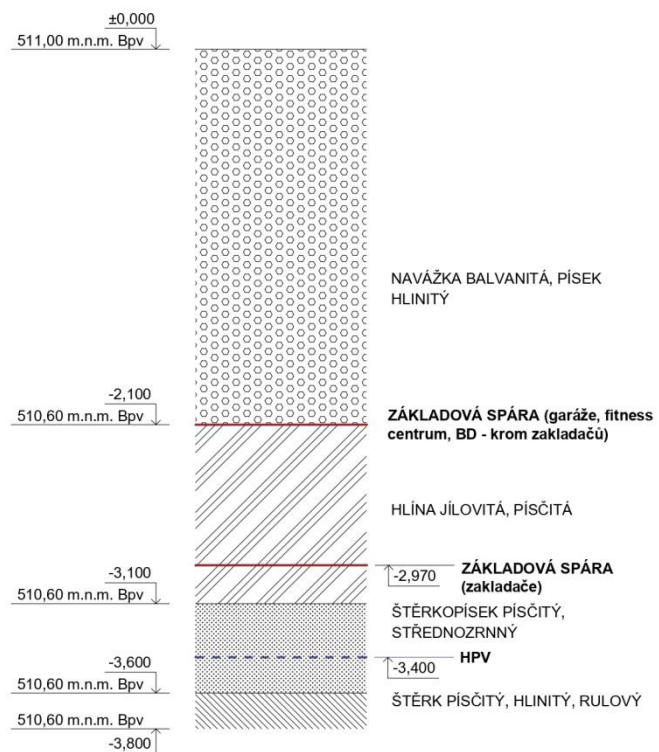 ±0,000
511,00 m.n.m. Bpv
NAVÁŽKA BALVANITÁ, PÍSEK
HLINITÝ
-2,100
510,60 m.n.m. Bpv
ZÁKLADOVÁ SPÁRA (garáže, fitness
centrum, BD - krom zakladačů)
HLÍNA JÍLOVITÁ, PÍSČITÁ
-2,970
ZÁKLADOVÁ SPÁRA
(zakladače)
-3,100
510,60 m.n.m. Bpv
ŠTĚRKOPÍSEK PÍSČITÝ,
STŘEDNOZRNNÝ
HPV
-3,400
-3,600
510,60 m.n.m. Bpv
ŠTĚRK PÍSČITÝ, HLINITÝ, RULOVÝ
510,60 m.n.m. Bpv
-3,800